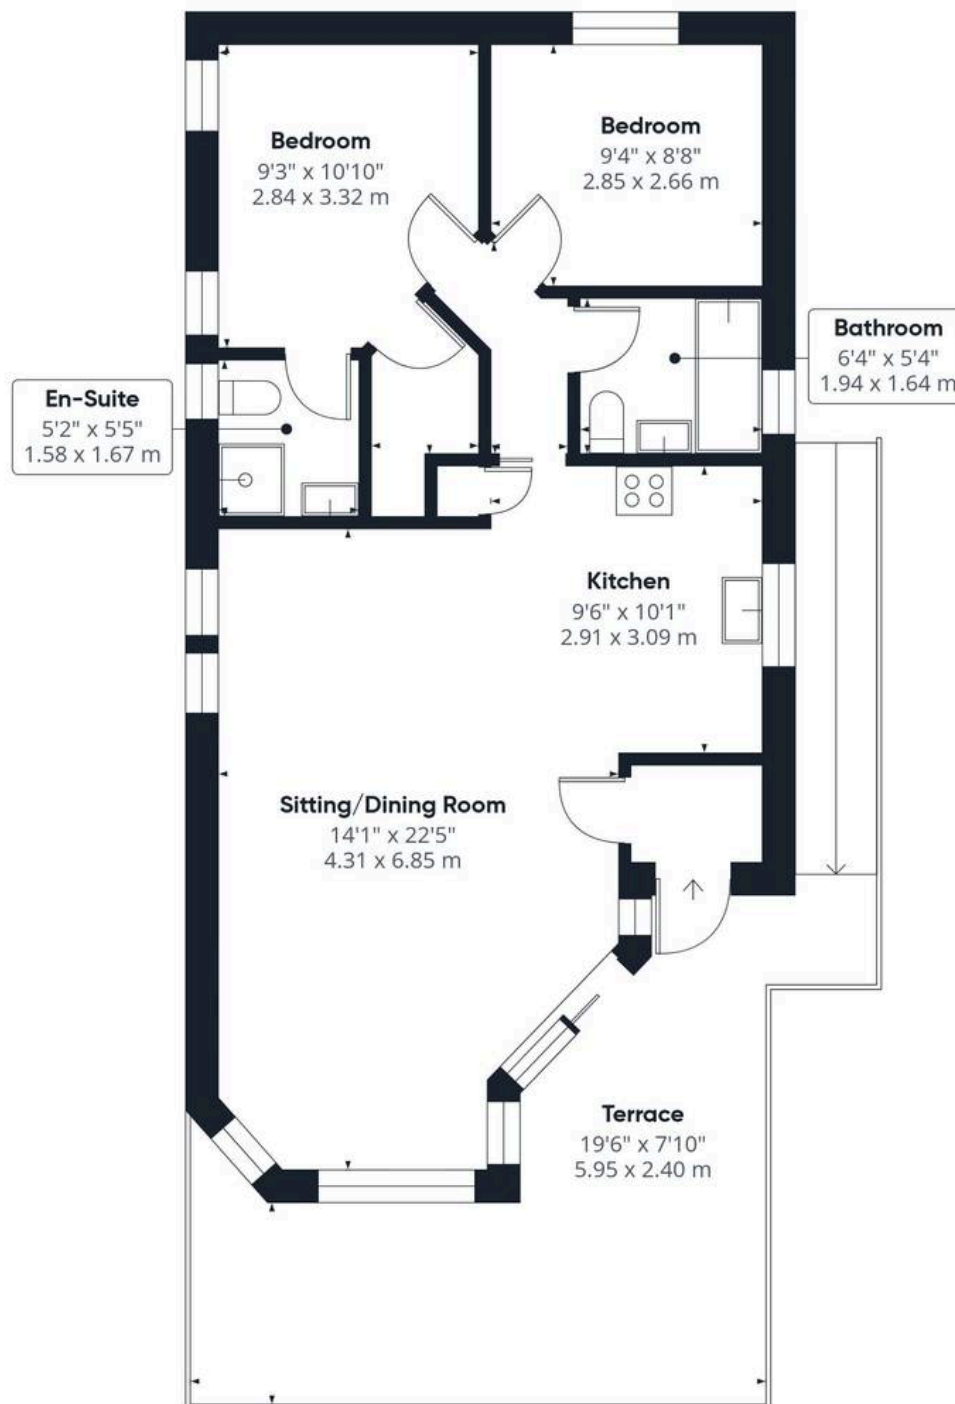 Bedroom
9'3" x 10'10"
2.84 x 3.32 m
Bedroom
9'4" x 8'8"
2.85 x 2.66 m
Bathroom
6'4" x 5'4"
1.94 x 1.64 m
En-Suite
5'2" x 5'5"
1.58 x 1.67 m
Kitchen
9'6" x 10'1"
2.91 x 3.09 m
Sitting/Dining Room
14'1" x 22'5"
4.31 x 6.85 m
Terrace
19'6" x 7'10"
5.95 x 2.40 m